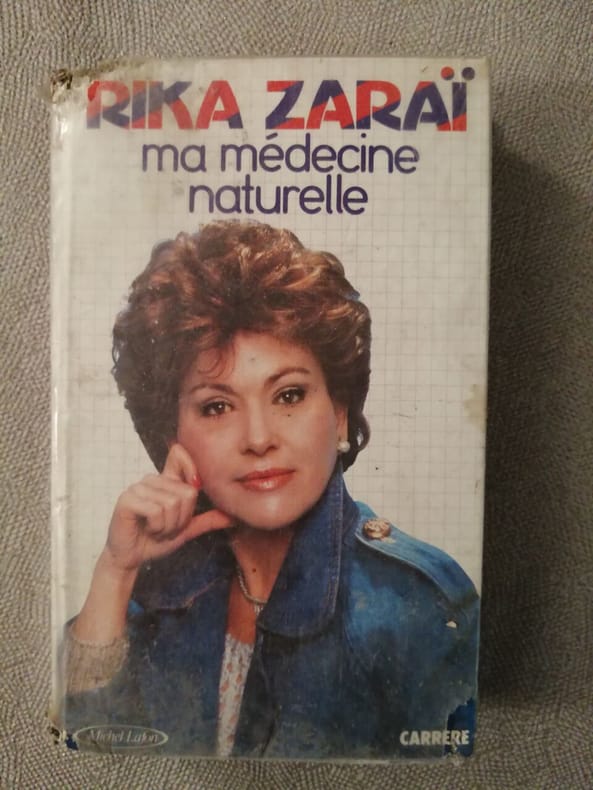 RIKA ZARAÏ
ma médecine
naturelle
Michel Lafon
CARRERE